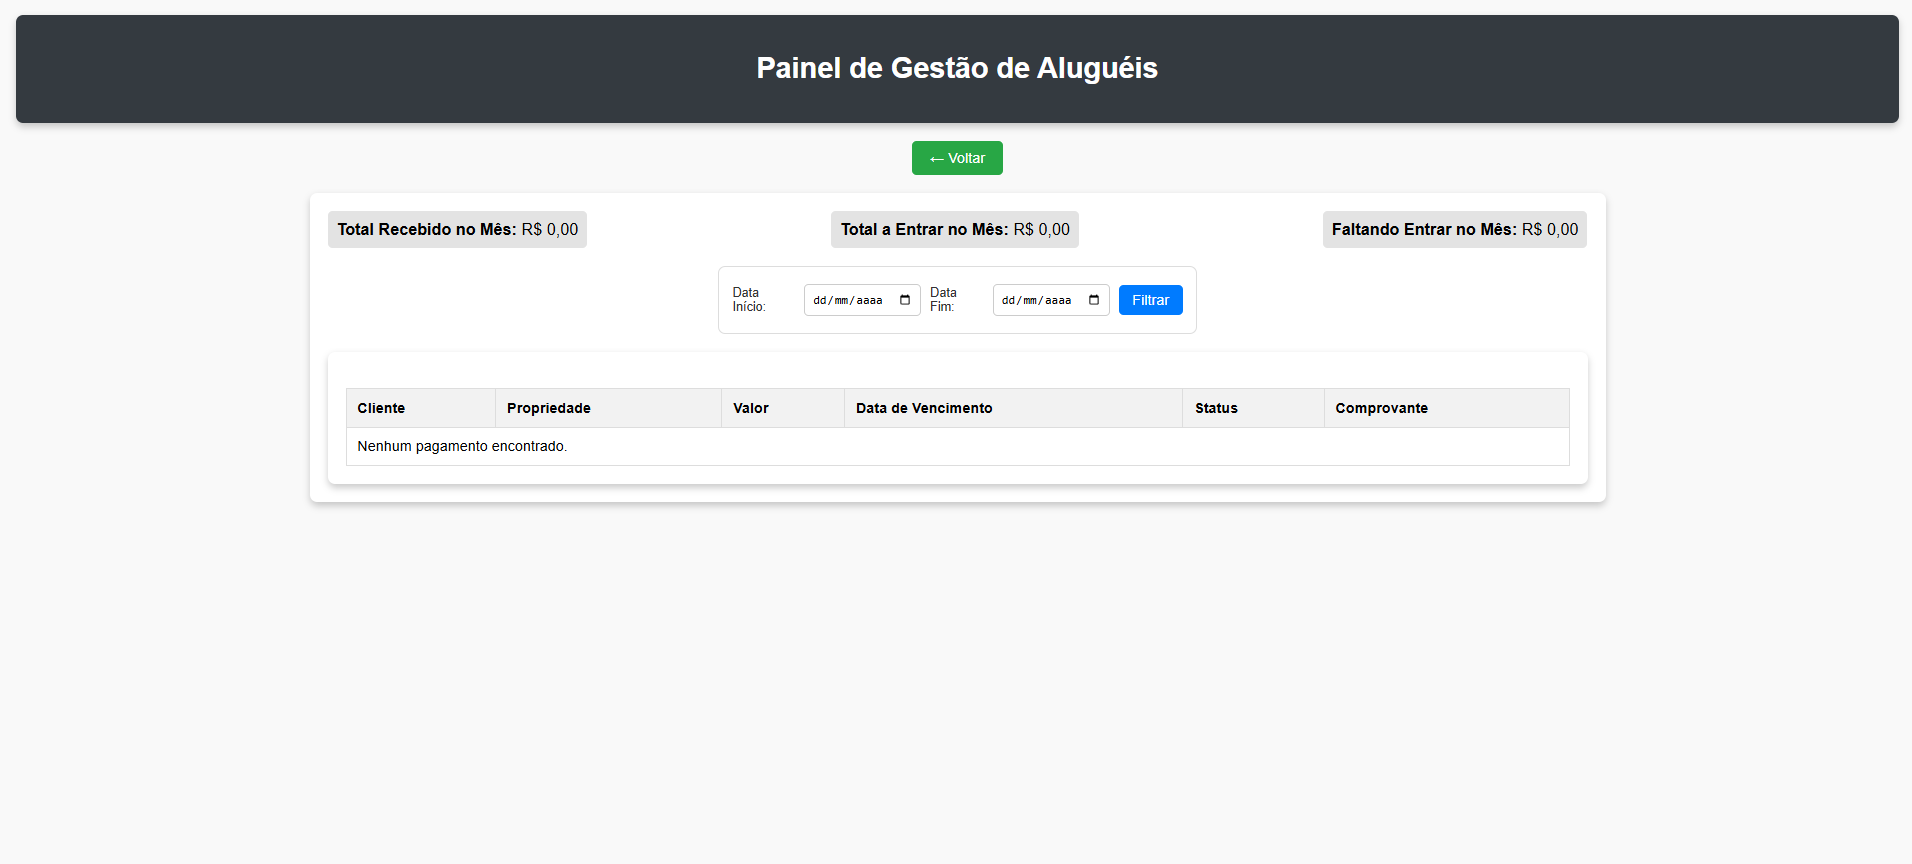 Painel de Gestão de Aluguéis
← Voltar
Total Recebido no Mês: R$ 0,00
Total a Entrar no Mês: R$ 0,00
Faltando Entrar no Mês: R$ 0,00
Data
Início:
dd/mm/aaaa
Data
Fim:
dd/mm/aaaa
Filtrar
Cliente
Propriedade
Valor
Data de Vencimento
Status
Comprovante
Nenhum pagamento encontrado.